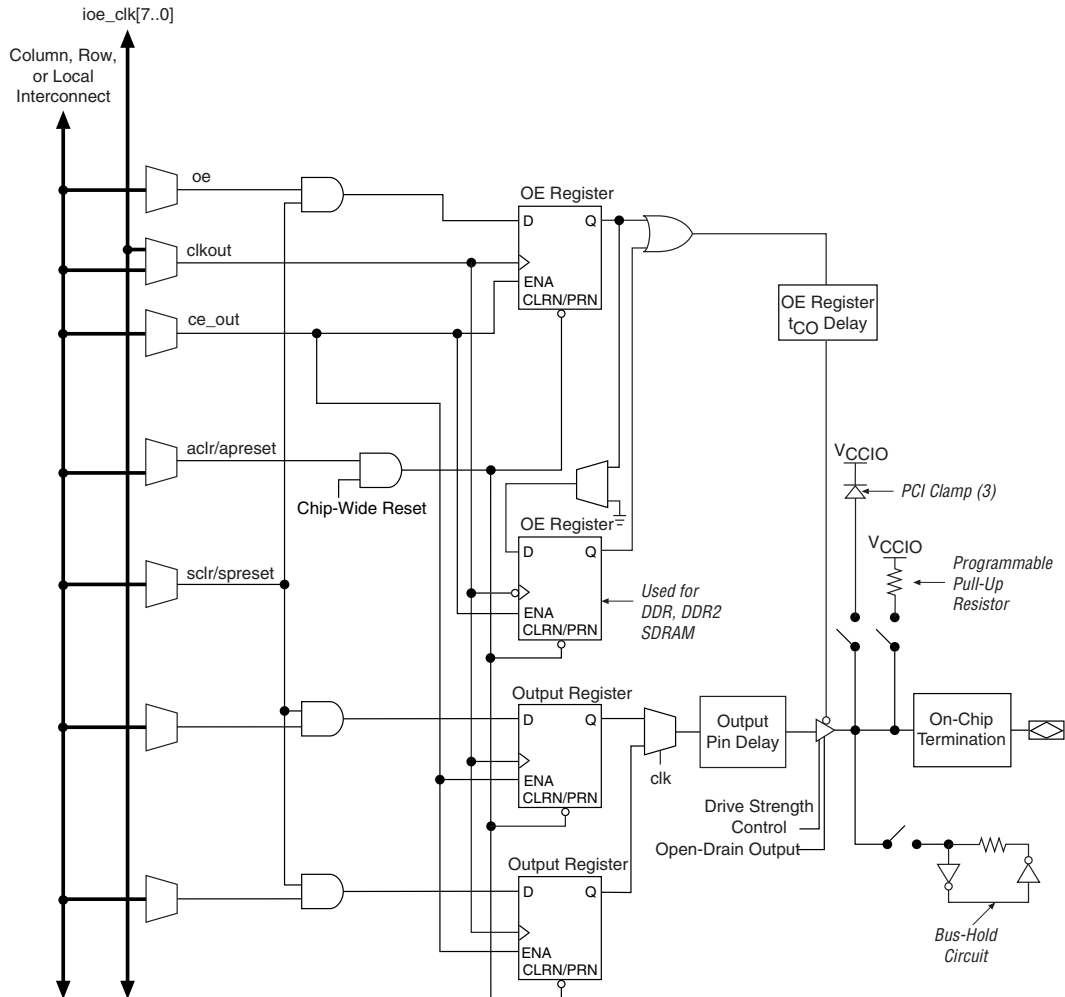 ioe_clk[7..0]
Column, Row,
or Local
Interconnect
oe
OE Register
D
Q
clkout
ENA
CLRN/PRN
OE Register
tCO Delay
ce_out
aclr/apreset
Chip-Wide Reset
VCCIO
PCI Clamp (3)
OE Register
D
Q
VCCIO
Programmable
Pull-Up
Resistor
sclr/spreset
ENA
CLRN/PRN
Used for
DDR, DDR2
SDRAM
Output Register
D
Q
ENA
CLRN/PRN
clk
Output
Pin Delay
On-Chip
Termination
Drive Strength
Control
Open-Drain Output
Output Register
D
Q
ENA
CLRN/PRN
Bus-Hold
Circuit